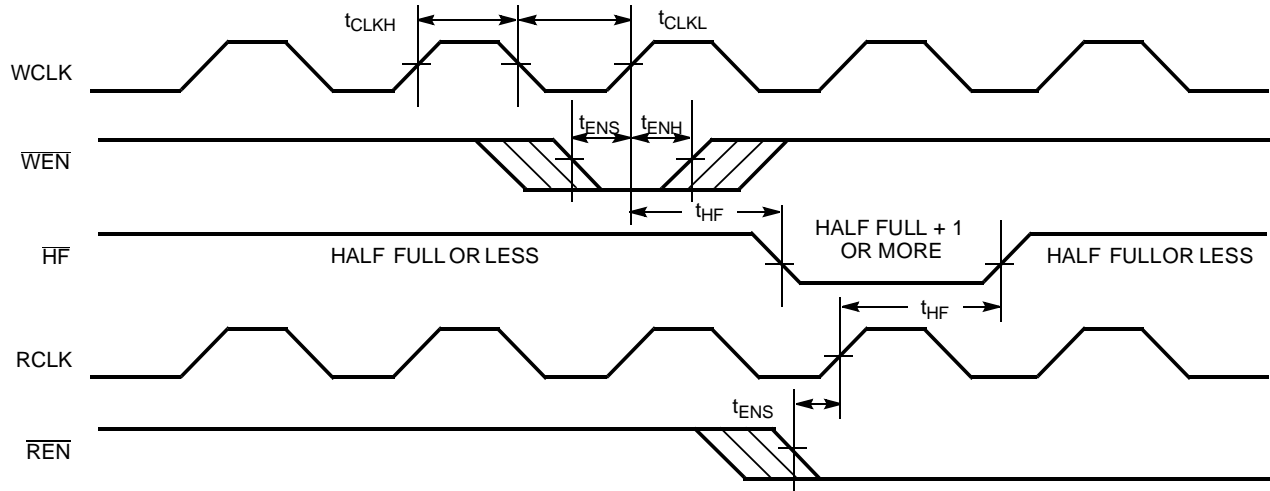 tCLKH
tCLKL
WCLK
tENS
tENH
WEN
tHF
HF
HALF FULL OR LESS
HALF FULL + 1
OR MORE
HALF FULLOR LESS
tHF
RCLK
tENS
REN